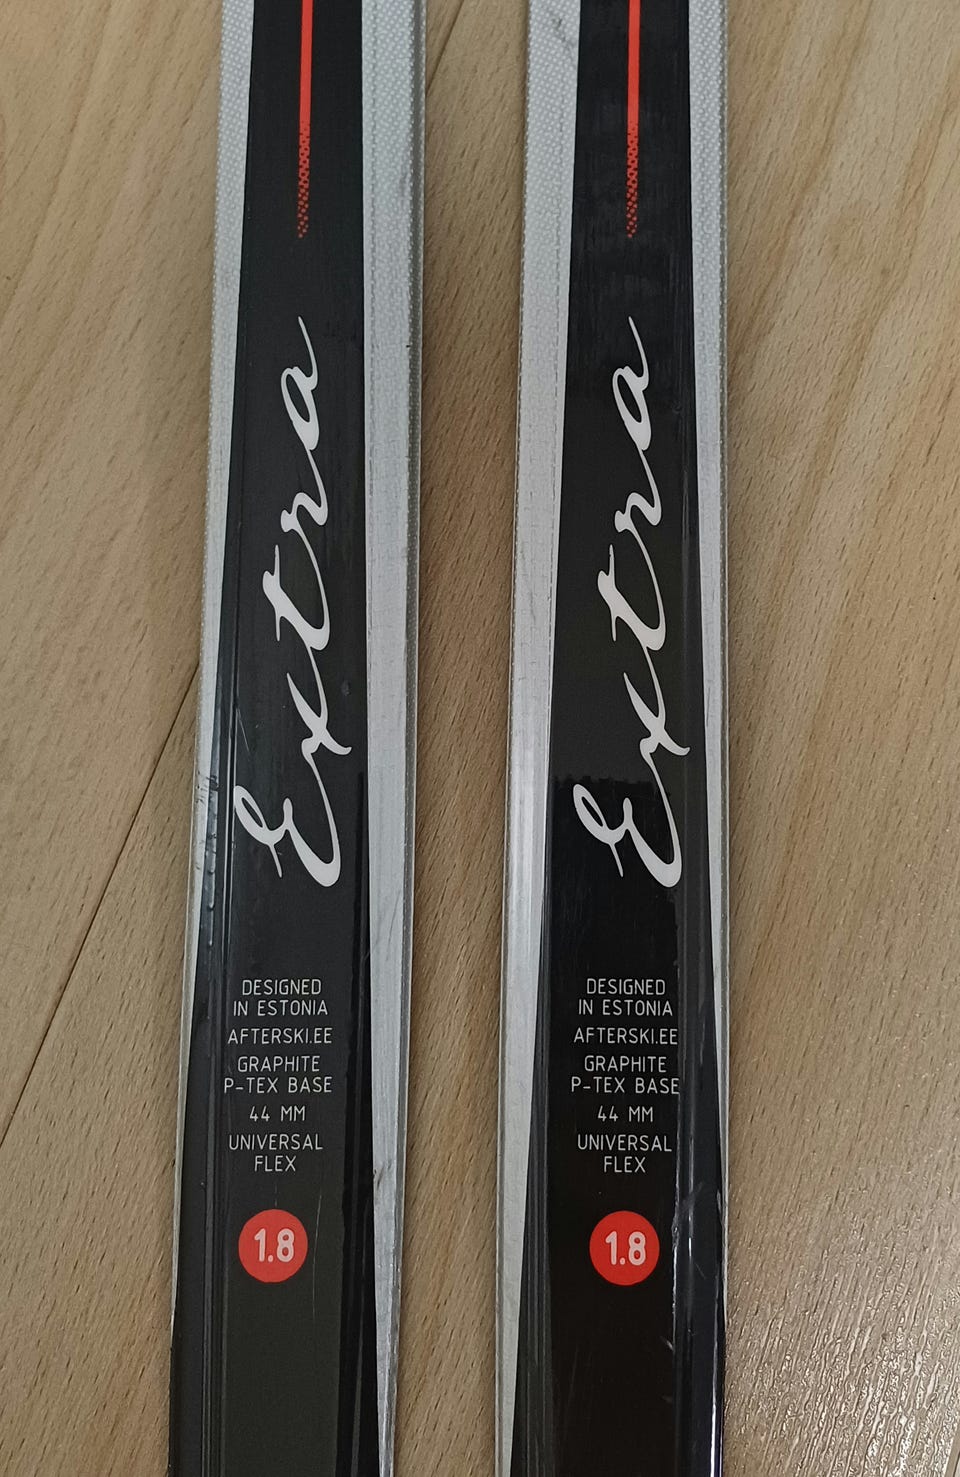 Extra
DESIGNED
IN ESTONIA
AFTERSKI.EE
GRAPHITE
P-TEX BASE
44 MM
UNIVERSAL
FLEX
1.8
Extra
DESIGNED
IN ESTONIA
AFTERSKI.EE
GRAPHITE
P-TEX BASE
44 MM
UNIVERSAL
FLEX
1.8